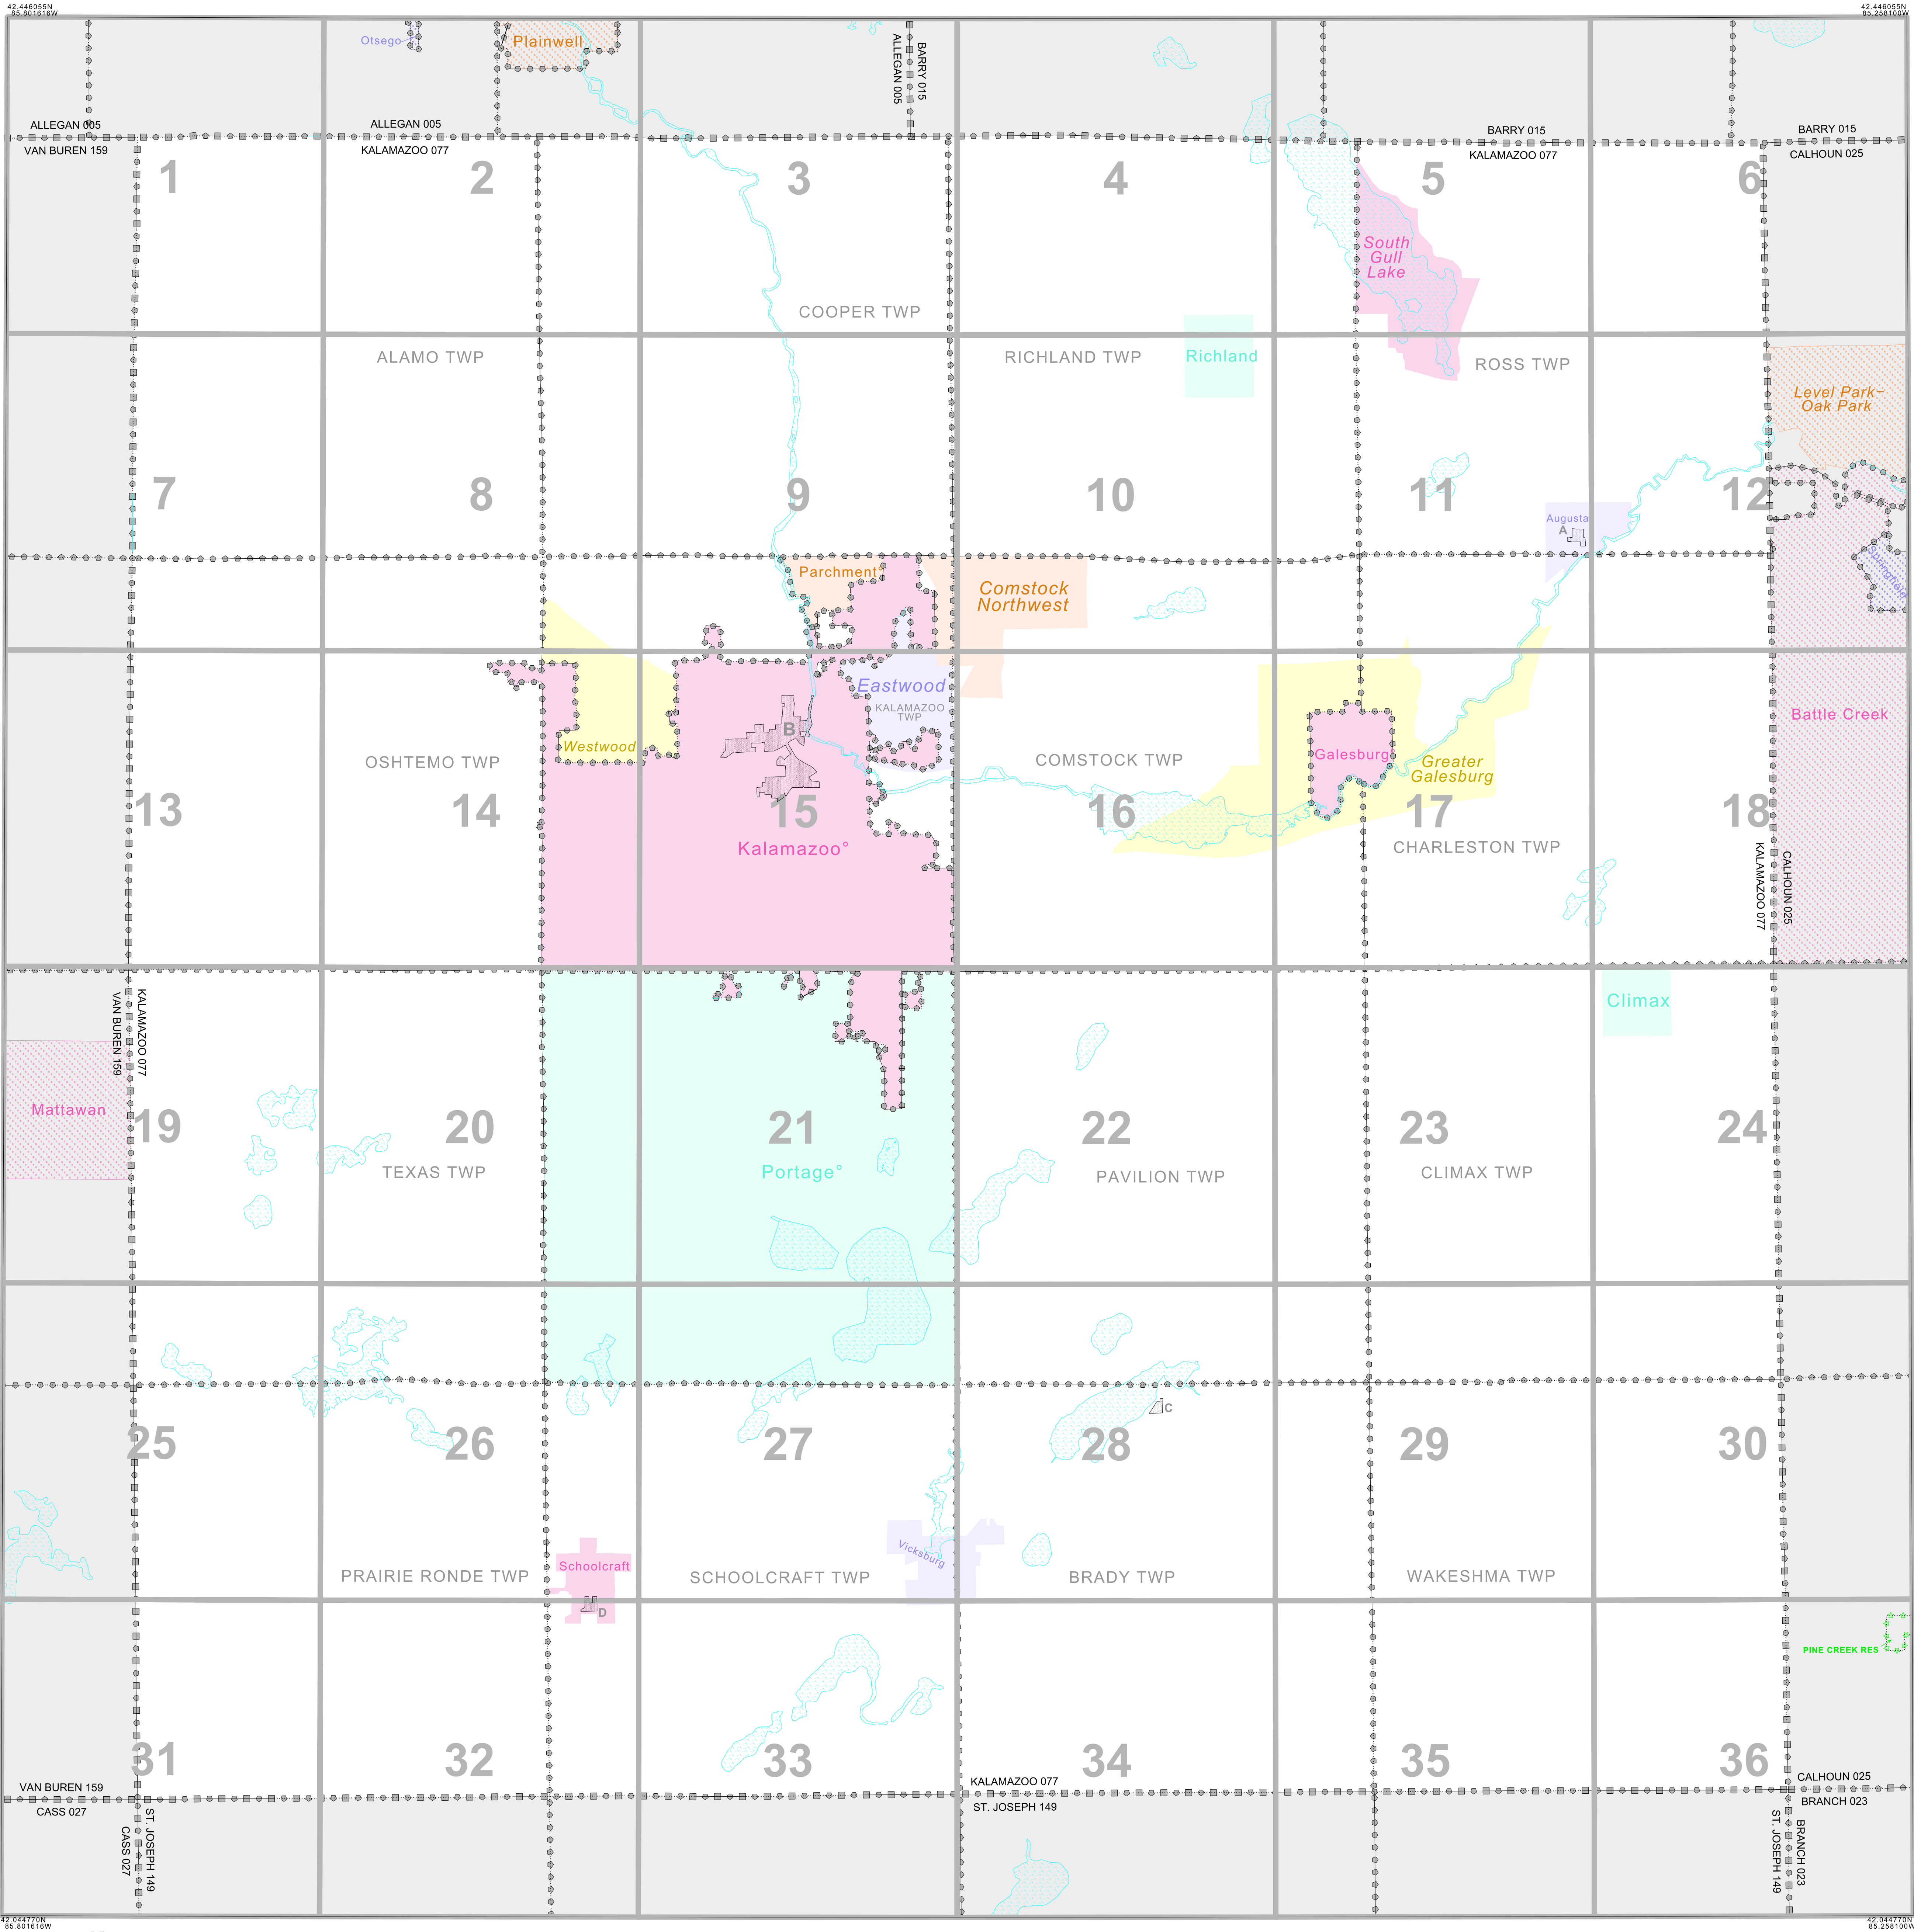 42.446055N
85.801616W
42.446055N
85.258100W
Otsego
Plainwell
ALLEGAN 005
BARRY 015
ALLEGAN 005
VAN BUREN 159
ALLEGAN 005
KALAMAZOO 077
BARRY 015
KALAMAZOO 077
BARRY 015
CALHOUN 025
1
2
3
4
5
6
South
Gull
Lake
COOPER TWP
ALAMO TWP
RICHLAND TWP
Richland
ROSS TWP
Level Park–
Oak Park
7
8
9
10
11
12
Augusta
A
Springfield
Parchment
Comstock
Northwest
Eastwood
KALAMAZOO
TWP
B
Westwood
OSHTEMO TWP
COMSTOCK TWP
Galesburg
Greater
Galesburg
Battle Creek
13
14
15
16
17
18
Kalamazoo°
CHARLESTON TWP
KALAMAZOO 077
CALHOUN 025
VAN BUREN 159
KALAMAZOO 077
Climax
Mattawan
19
20
21
22
23
24
TEXAS TWP
Portage°
PAVILION TWP
CLIMAX TWP
C
25
26
27
28
29
30
Vicksburg
Schoolcraft
PRAIRIE RONDE TWP
SCHOOLCRAFT TWP
BRADY TWP
WAKESHMA TWP
D
PINE CREEK RES
31
32
33
34
35
36
VAN BUREN 159
CASS 027
KALAMAZOO 077
ST. JOSEPH 149
CALHOUN 025
BRANCH 023
CASS 027
ST. JOSEPH 149
ST. JOSEPH 149
BRANCH 023
42.044770N
85.801616W
42.044770N
85.258100W